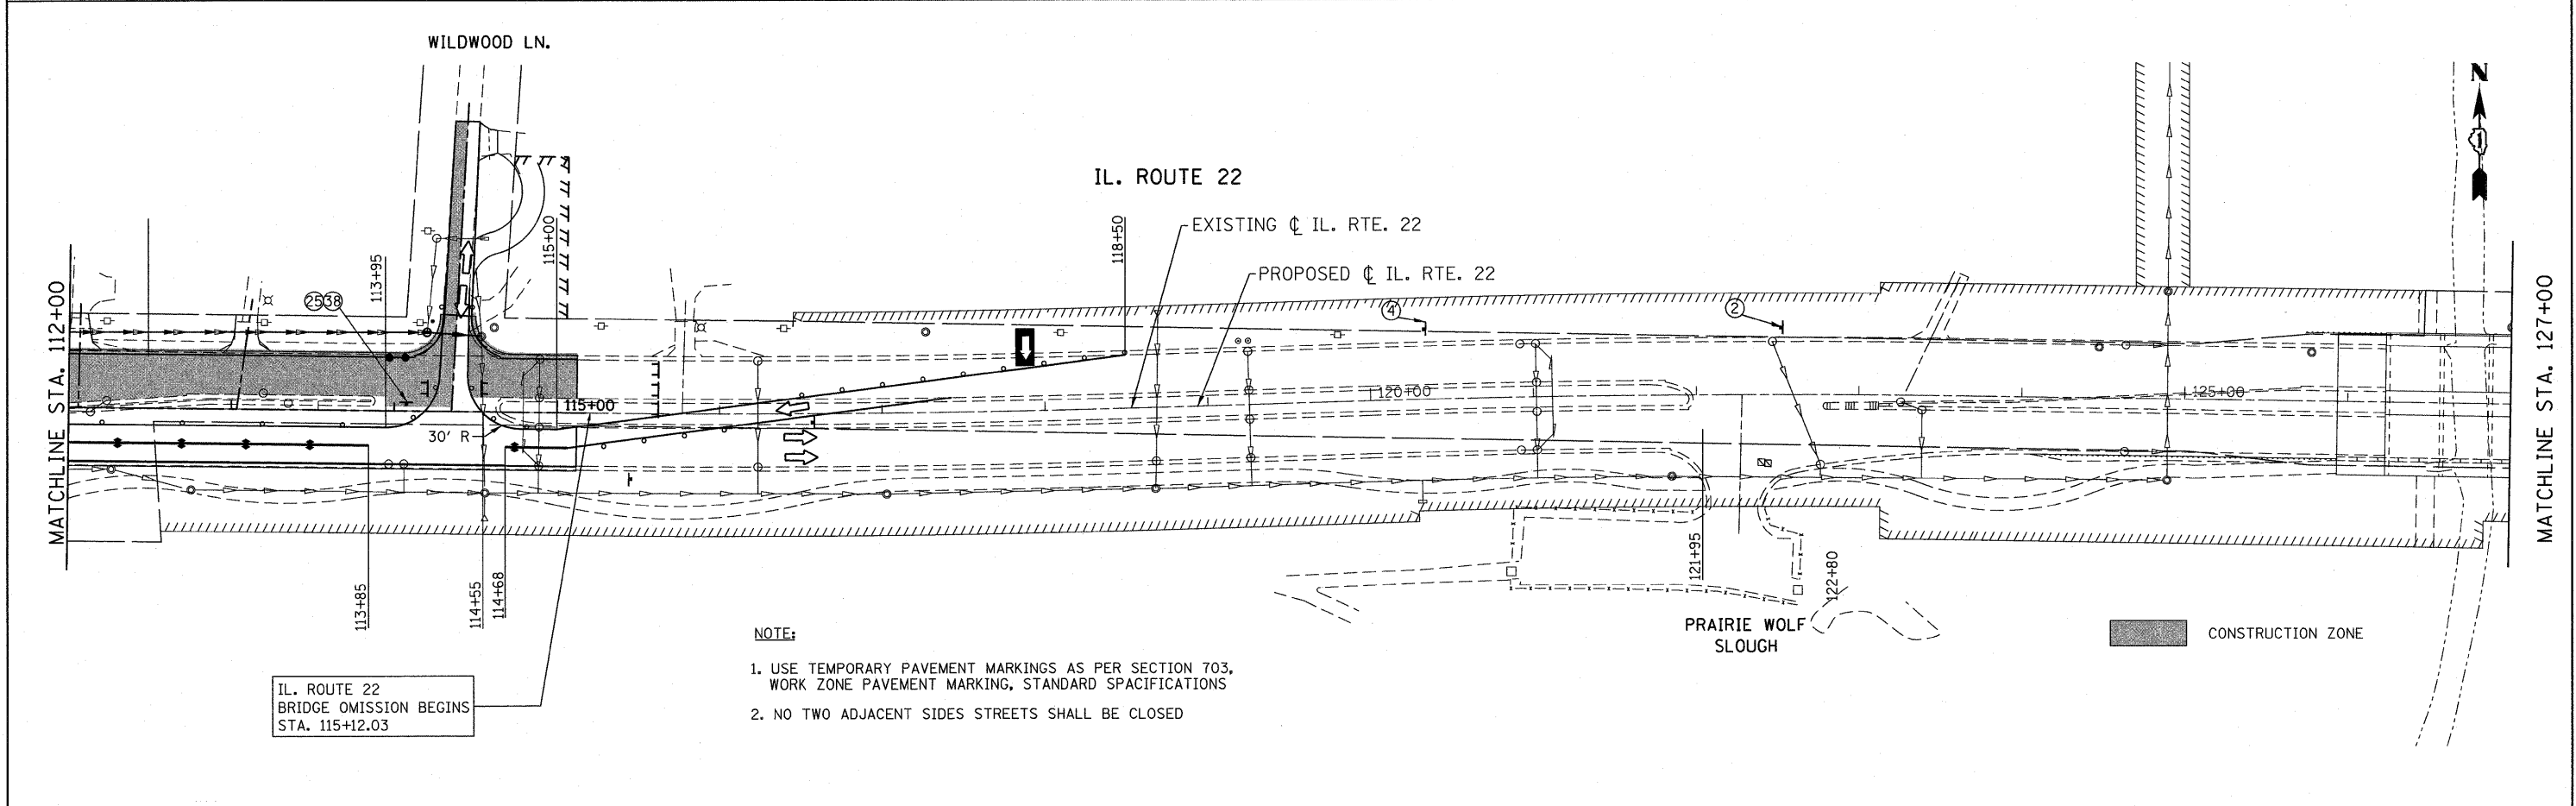 WILDWOOD LN.
N
IL. ROUTE 22
EXISTING ℄ IL. RTE. 22
PROPOSED ℄ IL. RTE. 22
113+95
115+00
118+50
25 38
4
2
MATCHLINE STA. 112+00
MATCHLINE STA. 127+00
115+00
120+00
125+00
30' R
113+85
114+55
114+68
121+95
122+80
PRAIRIE WOLF
SLOUGH
CONSTRUCTION ZONE
IL. ROUTE 22
BRIDGE OMISSION BEGINS
STA. 115+12.03
NOTE:
1. USE TEMPORARY PAVEMENT MARKINGS AS PER SECTION 703,
WORK ZONE PAVEMENT MARKING, STANDARD SPACIFICATIONS
2. NO TWO ADJACENT SIDES STREETS SHALL BE CLOSED